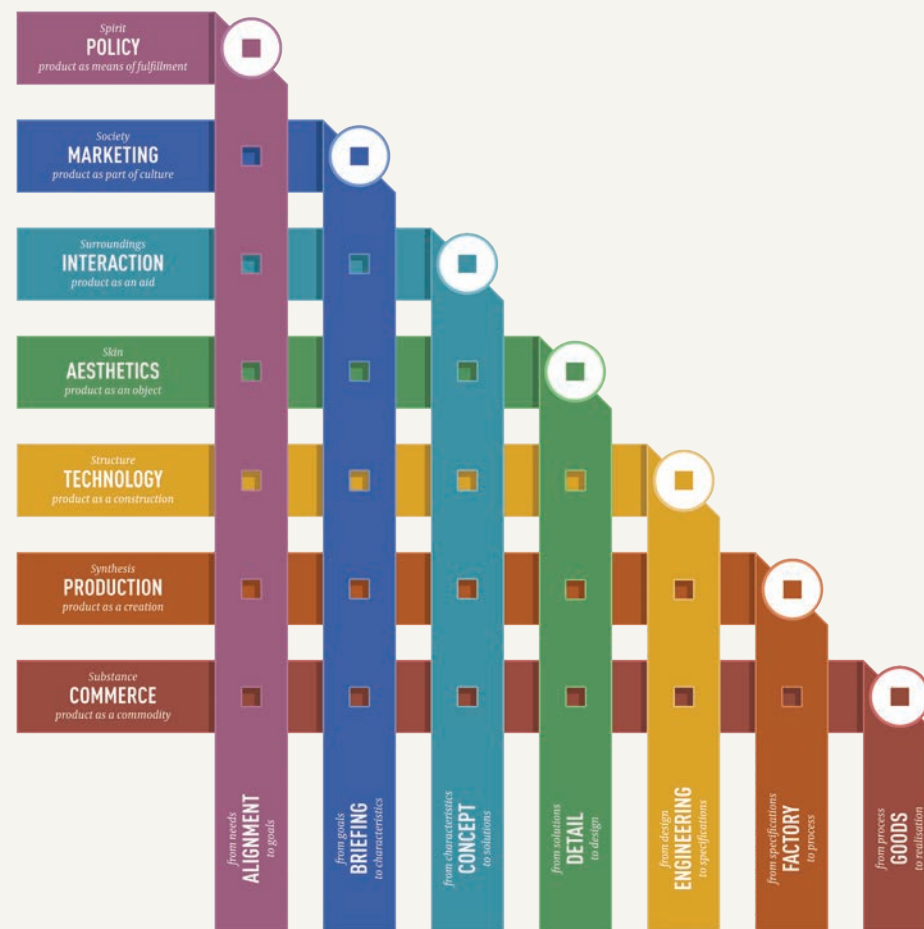 Spirit
POLICY
product as means of fulfillment
Society
MARKETING
product as part of culture
Surroundings
INTERACTION
product as an aid
Skin
AESTHETICS
product as an object
Structure
TECHNOLOGY
product as a construction
Synthesis
PRODUCTION
product as a creation
Substance
COMMERCE
product as a commodity
from needs
ALIGNMENT
to goals
from goals
BRIEFING
to characteristics
from characteristics
CONCEPT
to solutions
from solutions
DETAIL
to design
from design
ENGINEERING
to specifications
from specifications
FACTORY
to process
from process
GOODS
to realisation